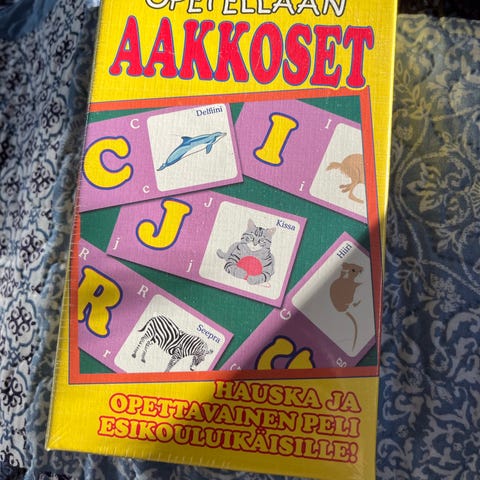 OPETELLAAN
AAKKOSET
C
C
c
Delfiini
I
I
J
j
j
Kissa
Hiiri
R
R
r
Seepra
G
g
HAUSKA JA
OPETTAVAINEN PELI
ESIKOULUIKÄISILLE!